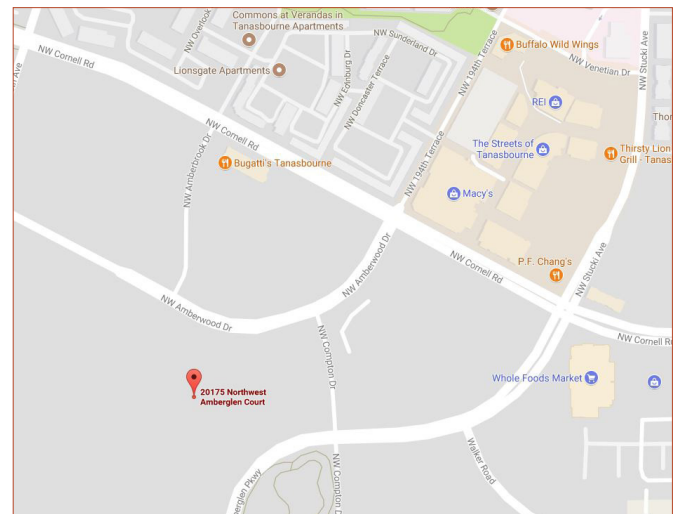 Commons at Verandas in
Tanasbourne Apartments
NW Overlook
NW Sunderland Dr
NW 194th Terrace
Buffalo Wild Wings
NW Venetian Dr
NW Stucki Ave
NW Cornell Rd
Lionsgate Apartments
NW Edinburg Dr
NW Doncaster Terrace
REI
Ave
Thor
NW Cornell Rd
The Streets of
Tanasbourne
Thirsty Lion
Grill - Tanas
Bugatti's Tanasbourne
NW Amberbrook Dr
NW 194th Terrace
Macy's
NW Stucki Ave
NW Cornell Rd
P.F. Chang's
NW Amberwood Dr
NW Amberwood Dr
NW Compton Dr
NW Cornell R
Whole Foods Market
20175 Northwest
Amberglen Court
Walker Road
NW Compton D
berglen Pkwy